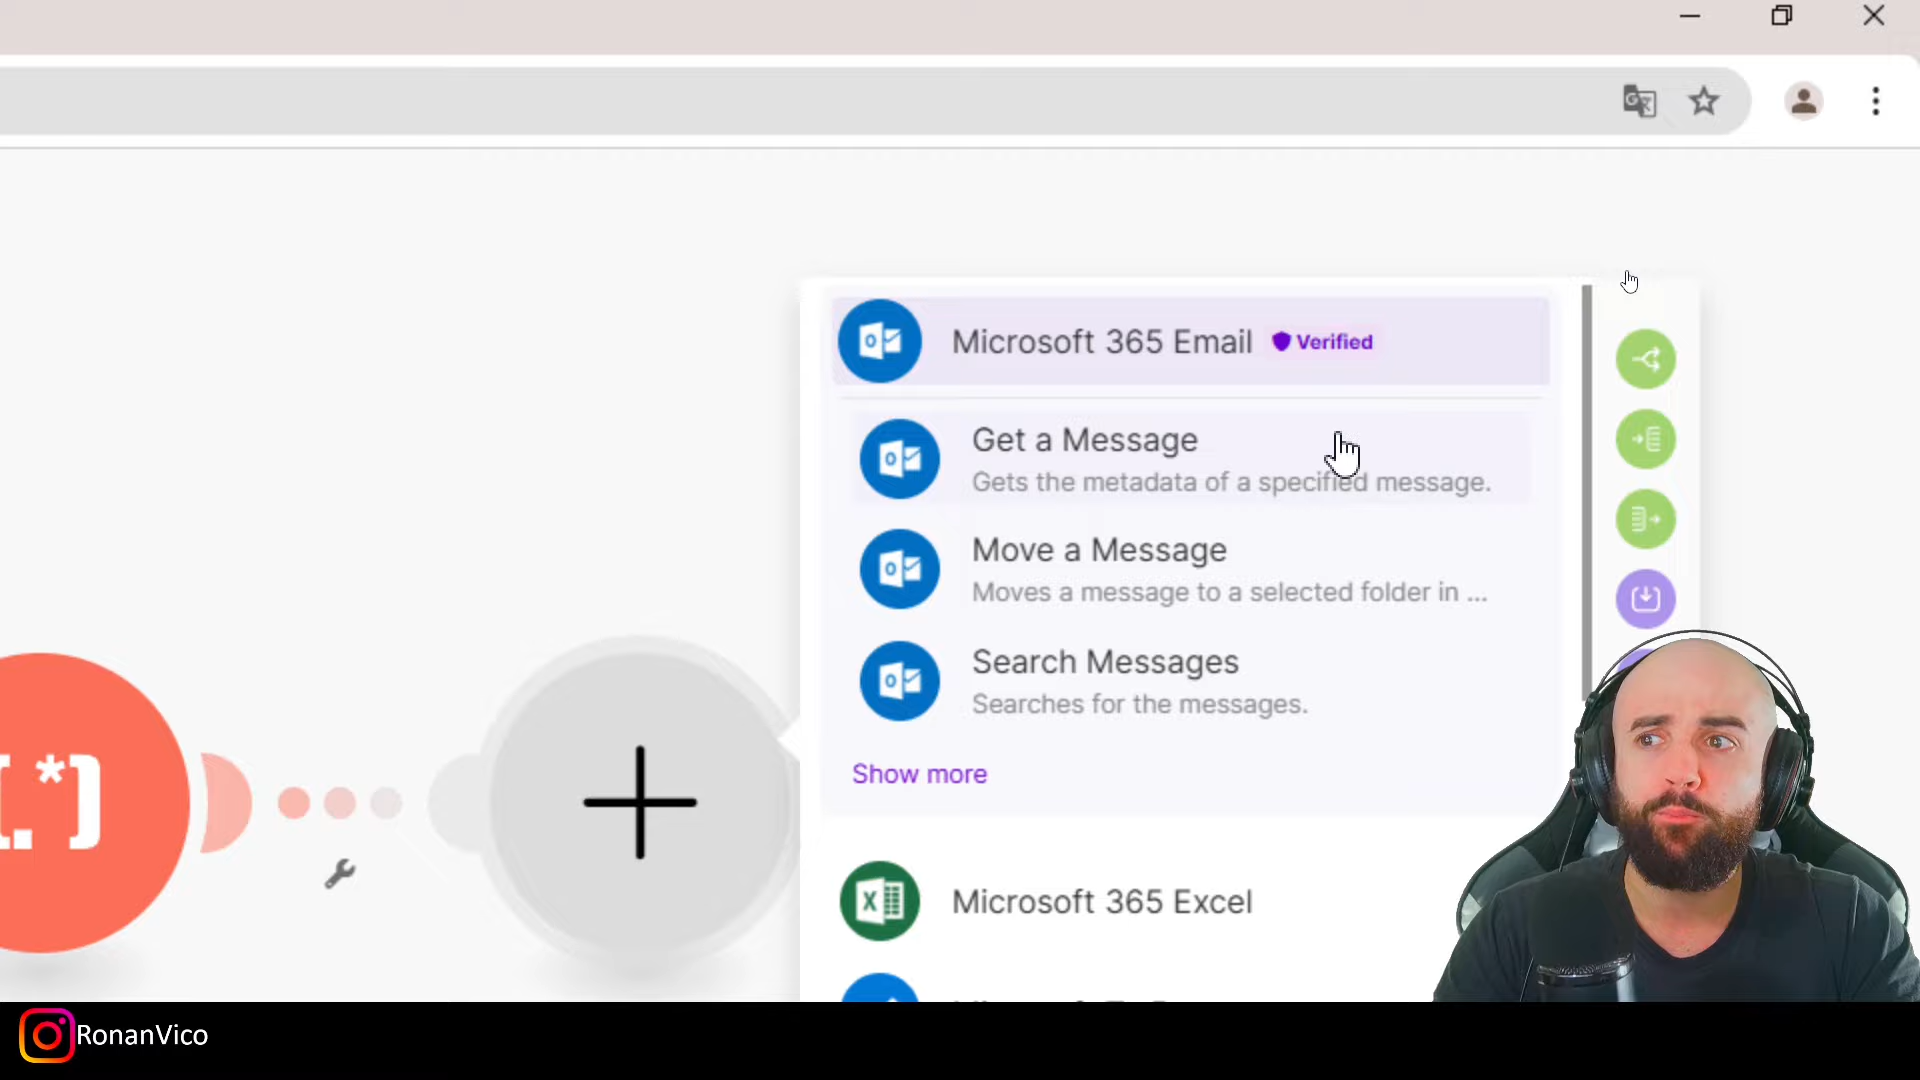 Microsoft 365 Email Verified
Get a Message
Gets the metadata of a specified message.
Move a Message
Moves a message to a selected folder in ...
Search Messages
Searches for the messages.
Show more
(.*)
Microsoft 365 Excel
RonanVico